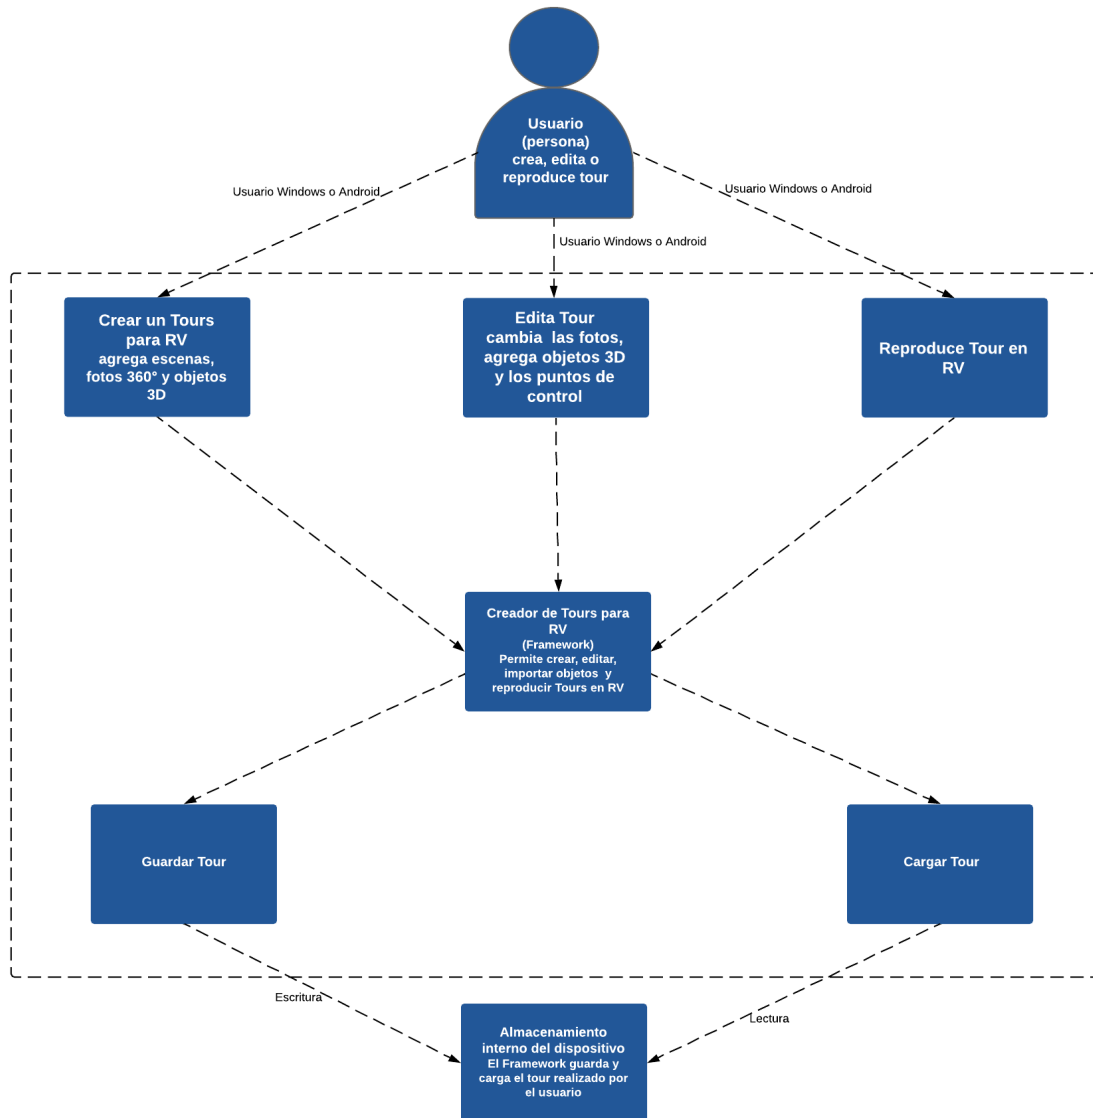 Usuario
(persona)
crea, edita o
reproduce tour
Usuario Windows o Android
Usuario Windows o Android
Usuario Windows o Android
Crear un Tours
para RV
agrega escenas,
fotos 360° y objetos
3D
Edita Tour
cambia las fotos,
agrega objetos 3D
y los puntos de
control
Reproduce Tour en
RV
Creador de Tours para
RV
(Framework)
Permite crear, editar,
importar objetos y
reproducir Tours en RV
Guardar Tour
Cargar Tour
Escritura
Lectura
Almacenamiento
interno del dispositivo
El Framework guarda y
carga el tour realizado por
el usuario